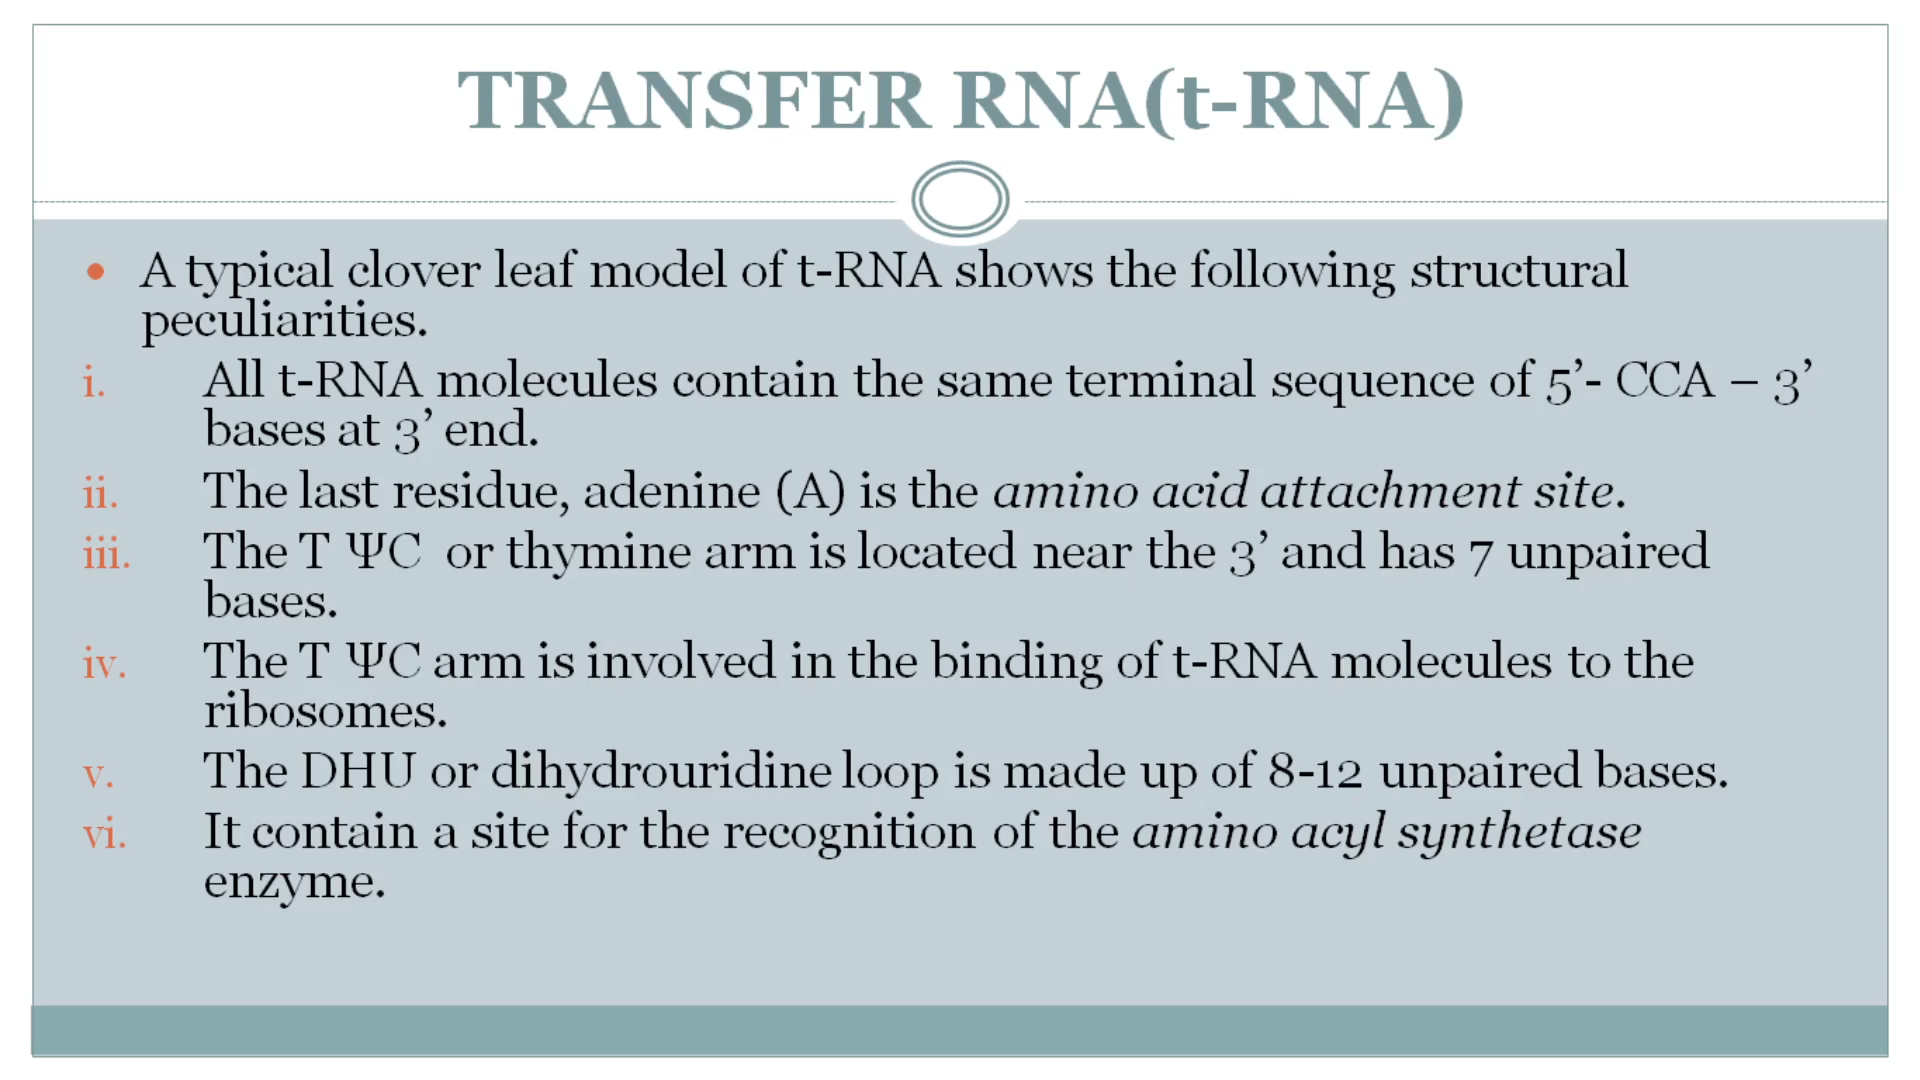 TRANSFER RNA(t-RNA)
• A typical clover leaf model of t-RNA shows the following structural
peculiarities.
i. All t-RNA molecules contain the same terminal sequence of 5’- CCA – 3’
bases at 3’ end.
ii. The last residue, adenine (A) is the amino acid attachment site.
iii. The T ΨC or thymine arm is located near the 3’ and has 7 unpaired
bases.
iv. The T ΨC arm is involved in the binding of t-RNA molecules to the
ribosomes.
v. The DHU or dihydrouridine loop is made up of 8-12 unpaired bases.
vi. It contain a site for the recognition of the amino acyl synthetase
enzyme.